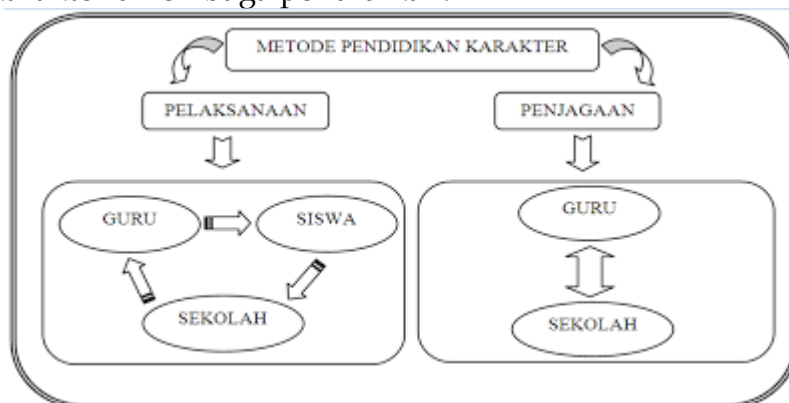 METODE PENDIDIKAN KARAKTER
PELAKSANAAN
PENJAGAAN
GURU
SISWA
SEKOLAH
GURU
SEKOLAH